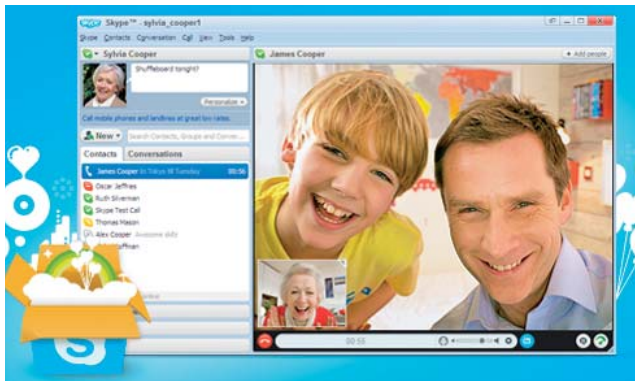 Skype™ - sylvia_cooper1
Skype Contacts Conversation Call View Tools Help
Sylvia Cooper
Shuffleboard tonight?
Personalize
Call mobile phones and landlines at great low rates.
New
Search Contacts, Groups and Conver...
Contacts Conversations
James Cooper In Tokyo till Tuesday 00:56
Oscar Jeffries
Ruth Silverman
Skype Test Call
Thomas Mason
Alex Cooper Awesome
James Cooper
+ Add people
S